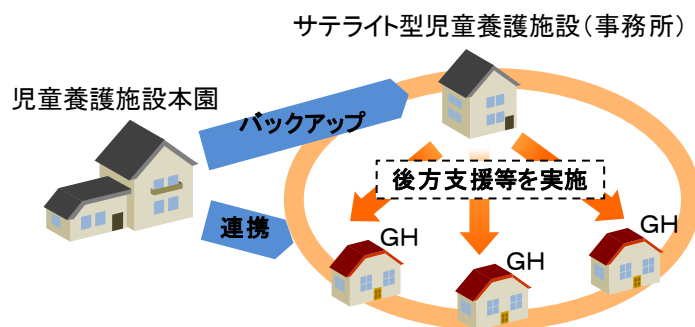 サテライト型児童養護施設(事務所)
児童養護施設本園
バックアップ
後方支援等を実施
連携
GH
GH
GH